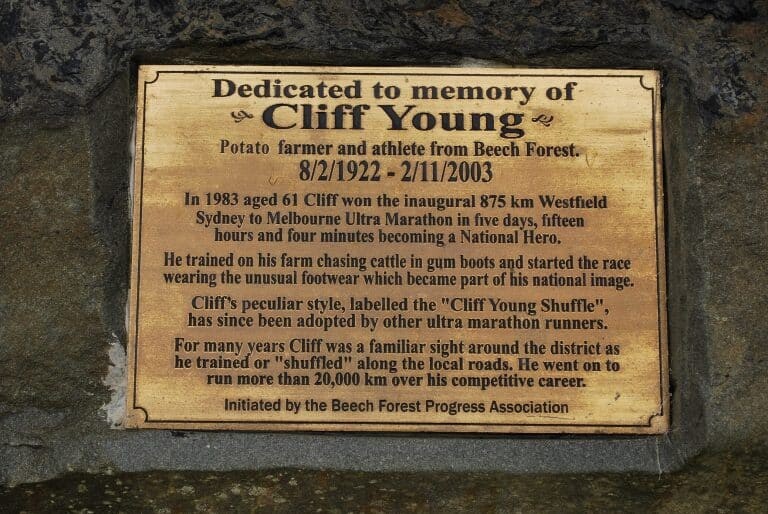 Dedicated to memory of
Cliff Young
Potato farmer and athlete from Beech Forest.
8/2/1922 - 2/11/2003
In 1983 aged 61 Cliff won the inaugural 875 km Westfield
Sydney to Melbourne Ultra Marathon in five days, fifteen
hours and four minutes becoming a National Hero.
He trained on his farm chasing cattle in gum boots and started the race
wearing the unusual footwear which became part of his national image.
Cliff's peculiar style, labelled the "Cliff Young Shuffle",
has since been adopted by other ultra marathon runners.
For many years Cliff was a familiar sight around the district as
he trained or "shuffled" along the local roads. He went on to
run more than 20,000 km over his competitive career.
Initiated by the Beech Forest Progress Association